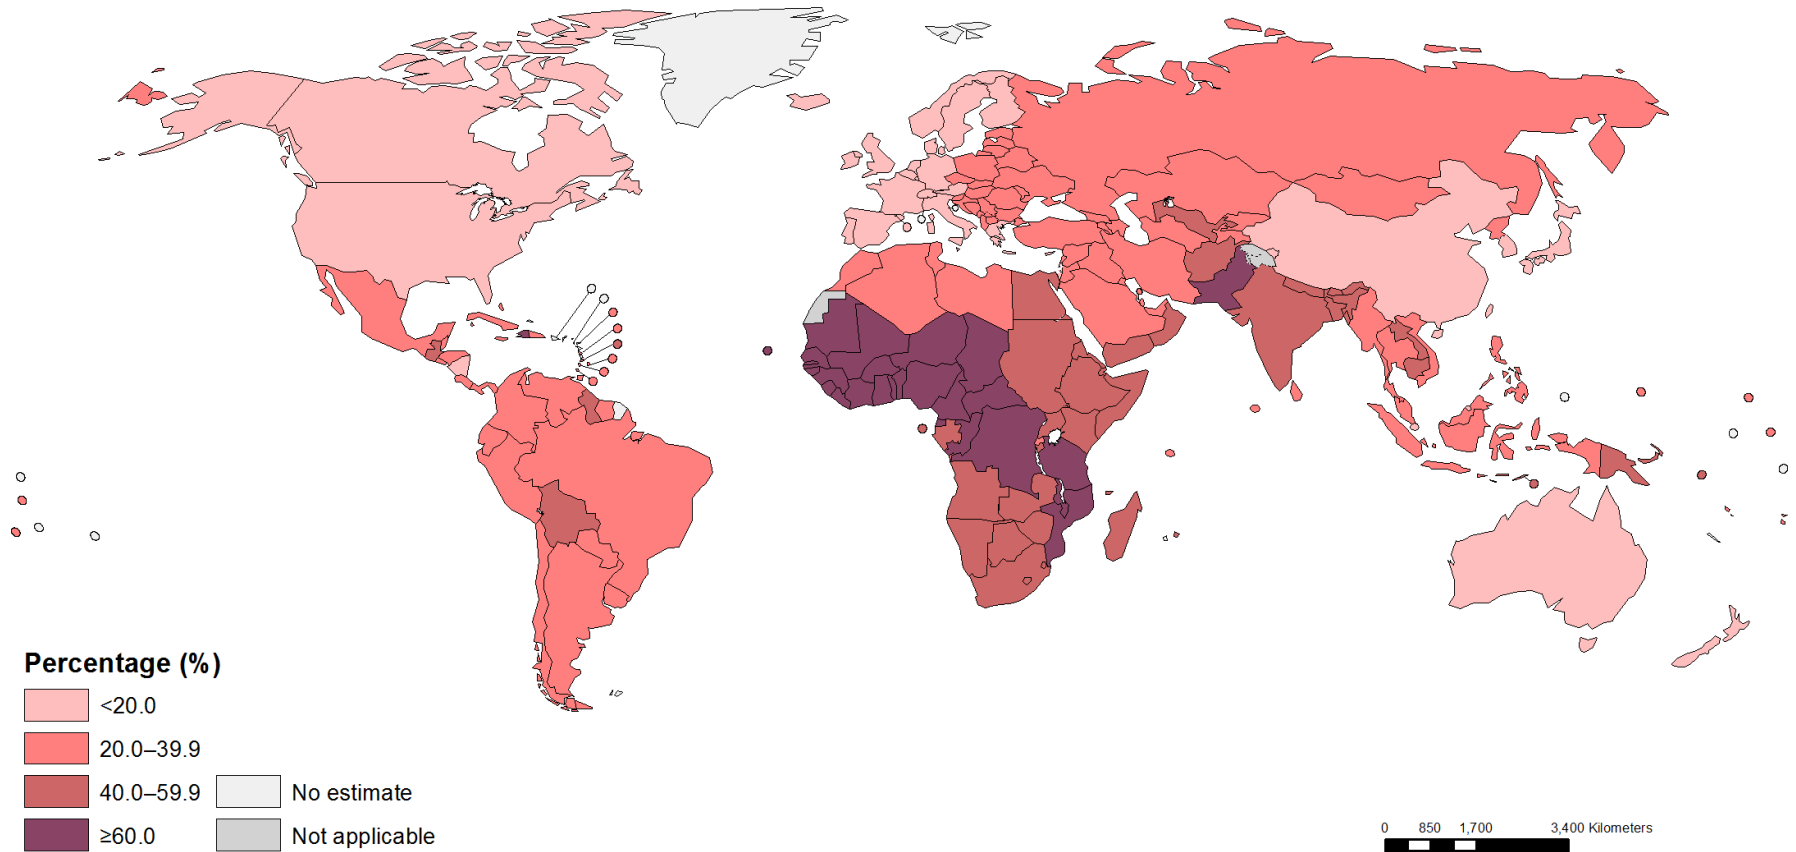 Percentage (%)
<20.0
20.0–39.9
40.0–59.9
≥60.0
No estimate
Not applicable
0 850 1,700 3,400 Kilometers